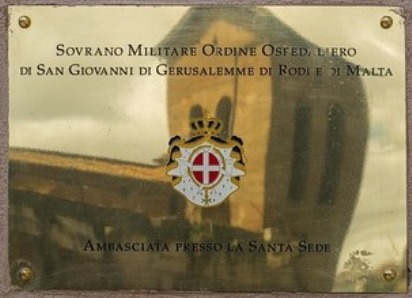 Sovrano Militare Ordine Ospedaliero
di San Giovanni di Gerusalemme di Rodi e di Malta
Ambasciata presso la Santa Sede